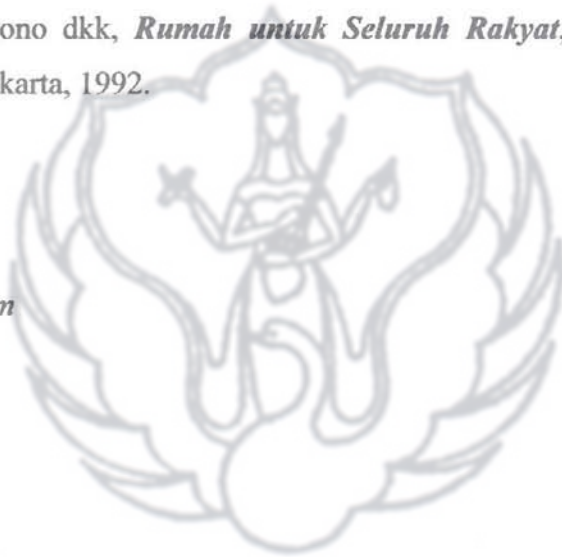 ono dkk, Rumah untuk Seluruh Rakyat,
karta, 1992.
n